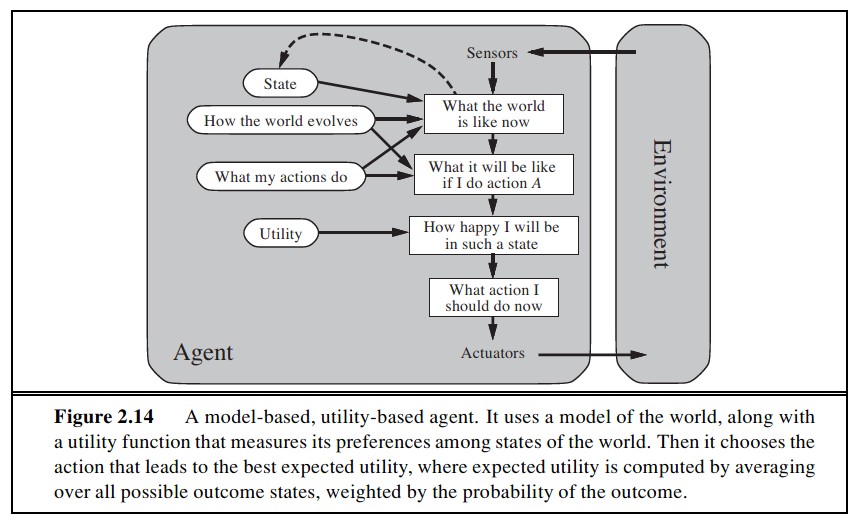 Sensors
State
What the world
is like now
How the world evolves
What my actions do
What it will be like
if I do action A
Utility
How happy I will be
in such a state
What action I
should do now
Agent
Actuators
Environment
Figure 2.14 A model-based, utility-based agent. It uses a model of the world, along with
a utility function that measures its preferences among states of the world. Then it chooses the
action that leads to the best expected utility, where expected utility is computed by averaging
over all possible outcome states, weighted by the probability of the outcome.